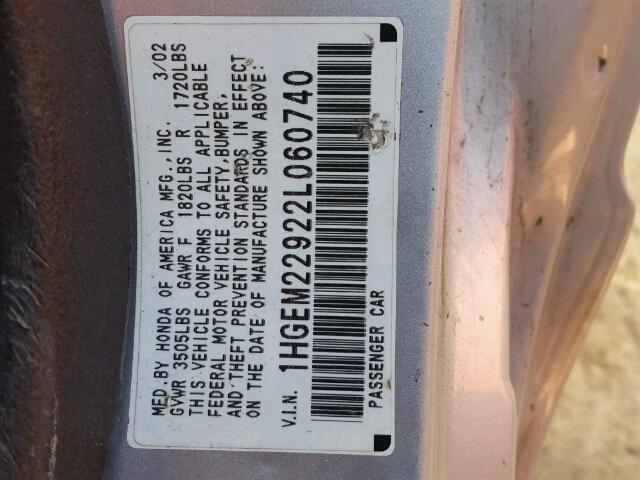 MED.BY HONDA OF AMERICA MFG.,INC. 3/02
GVWR 3505LBS GAWR F 1820LBS R 1720LBS
THIS VEHICLE CONFORMS TO ALL APPLICABLE
FEDERAL MOTOR VEHICLE SAFETY,BUMPER,
AND THEFT PREVENTION STANDARDS IN EFFECT
ON THE DATE OF MANUFACTURE SHOWN ABOVE:
V.I.N. 1HGEM22922L060740
PASSENGER CAR